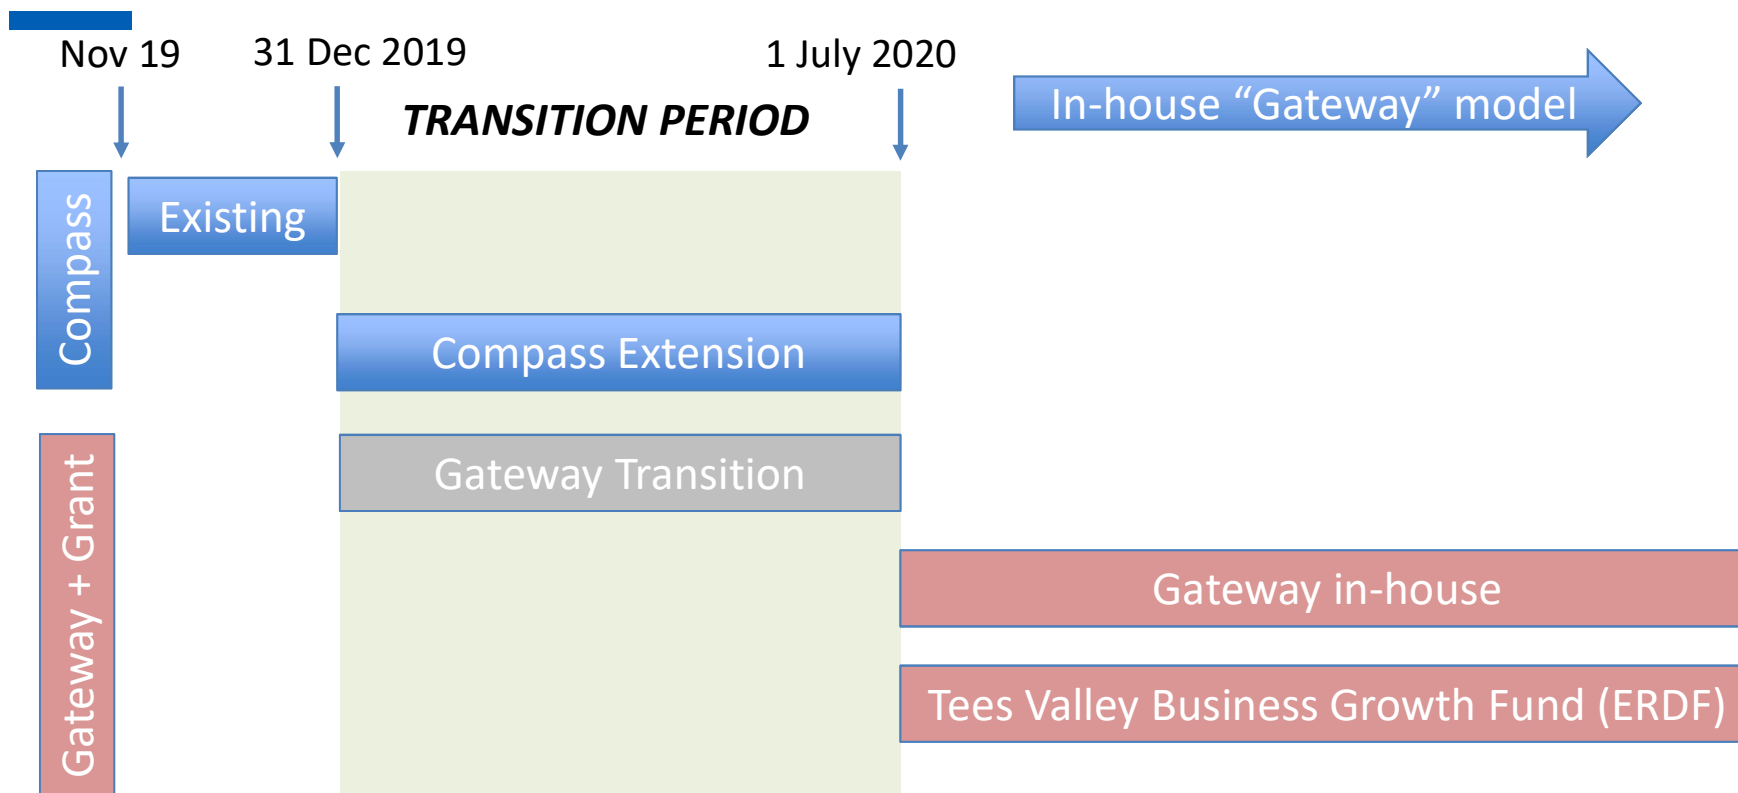 Nov 19
31 Dec 2019
1 July 2020
TRANSITION PERIOD
In-house “Gateway” model
Compass
Existing
Compass Extension
Gateway + Grant
Gateway Transition
Gateway in-house
Tees Valley Business Growth Fund (ERDF)